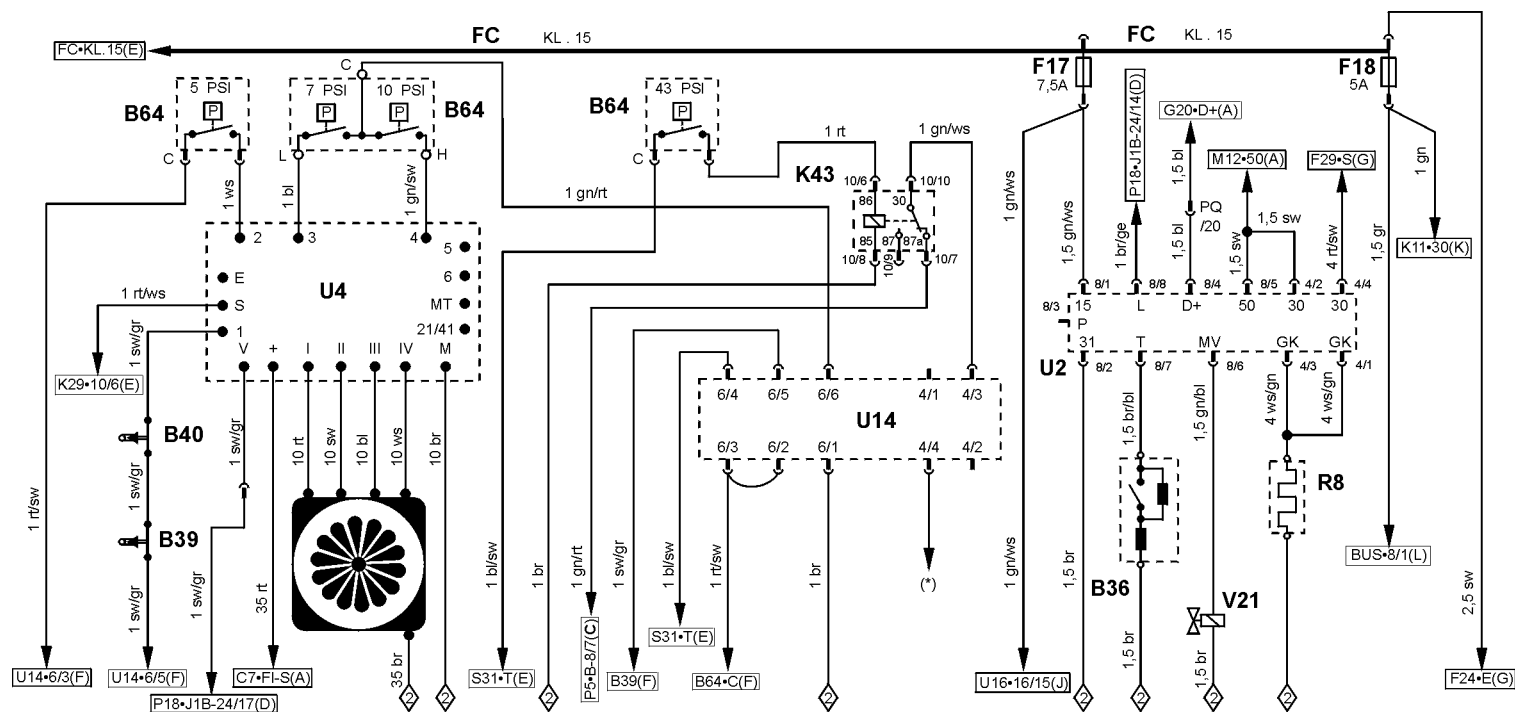 FC KL . 15 FC KL . 15
FC•KL.15(E)
F17
7,5A
F18
5A
5 PSI
P
B64
7 PSI 10 PSI
P P
B64
C
43 PSI
P
B64
C
L
H
C
1 rt
1 gn/ws
K43
10/6
10/10
86
30
85
87
87a
10/8
10/9
10/7
P18•J1B-24/14(D)
G20•D+(A)
M12•50(A)
F29•S(G)
1 gn
K11•30(K)
1,5 bl
PQ
/20
1,5 bl
1,5 sw
1,5 sw
4 rt/sw
1,5 gr
1 gn/ws
1,5 gn/ws
1 br/ge
1 ws
1 bl
1 gn/sw
1 gn/rt
2
3
4
5
6
MT
21/41
E
S
1
U4
V
+
I
II
III
IV
M
1 rt/ws
1 sw/gr
K29•10/6(E)
B40
1 sw/gr
B39
1 sw/gr
1 rt/sw
1 sw/gr
1 sw/gr
35 rt
10 rt
10 sw
10 bl
10 ws
10 br
35 br
U14•6/3(F)
U14•6/5(F)
P18•J1B-24/17(D)
C7•FI-S(A)
2
2
1 bl/sw
S31•T(E)
1 br
2
1 gn/rt
P5•B-8/7(C)
1 sw/gr
B39(F)
1 bl/sw
S31•T(E)
1 rt/sw
B64•C(F)
1 br
2
6/4
6/5
6/6
4/1
4/3
U14
6/3
6/2
6/1
4/4
4/2
(*)
8/3
8/1
8/8
8/4
8/5
4/2
4/4
15
L
D+
50
30
30
P
31
T
MV
GK
GK
U2
8/2
8/7
8/6
4/3
4/1
1 gn/ws
U16•16/15(J)
1,5 br
2
1,5 br/bl
B36
1,5 br
2
1,5 gn/bl
V21
1,5 br
2
4 ws/gn
4 ws/gn
R8
2
BUS•8/1(L)
2,5 sw
F24•E(G)